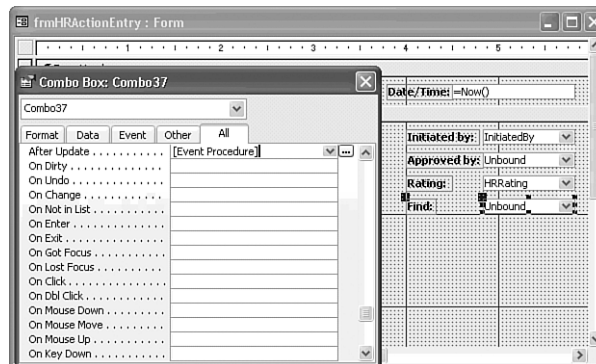 frmHRActionEntry : Form
1 2 3 4 5
Combo Box: Combo37
Combo37
Format Data Event Other All
After Update . . . . . . . . . . . [Event Procedure]
On Dirty . . . . . . . . . . . . . . .
On Undo . . . . . . . . . . . . . .
On Change . . . . . . . . . . . .
On Not in List . . . . . . . . . . .
On Enter . . . . . . . . . . . . . .
On Exit . . . . . . . . . . . . . . .
On Got Focus . . . . . . . . . . .
On Lost Focus . . . . . . . . . .
On Click . . . . . . . . . . . . . . .
On Dbl Click . . . . . . . . . . . .
On Mouse Down . . . . . . . . .
On Mouse Move . . . . . . . . .
On Mouse Up . . . . . . . . . . .
On Key Down . . . . . . . . . . .
Date/Time: =Now()
Initiated by: InitiatedBy
Approved by: Unbound
Rating: HRRating
Find: Unbound